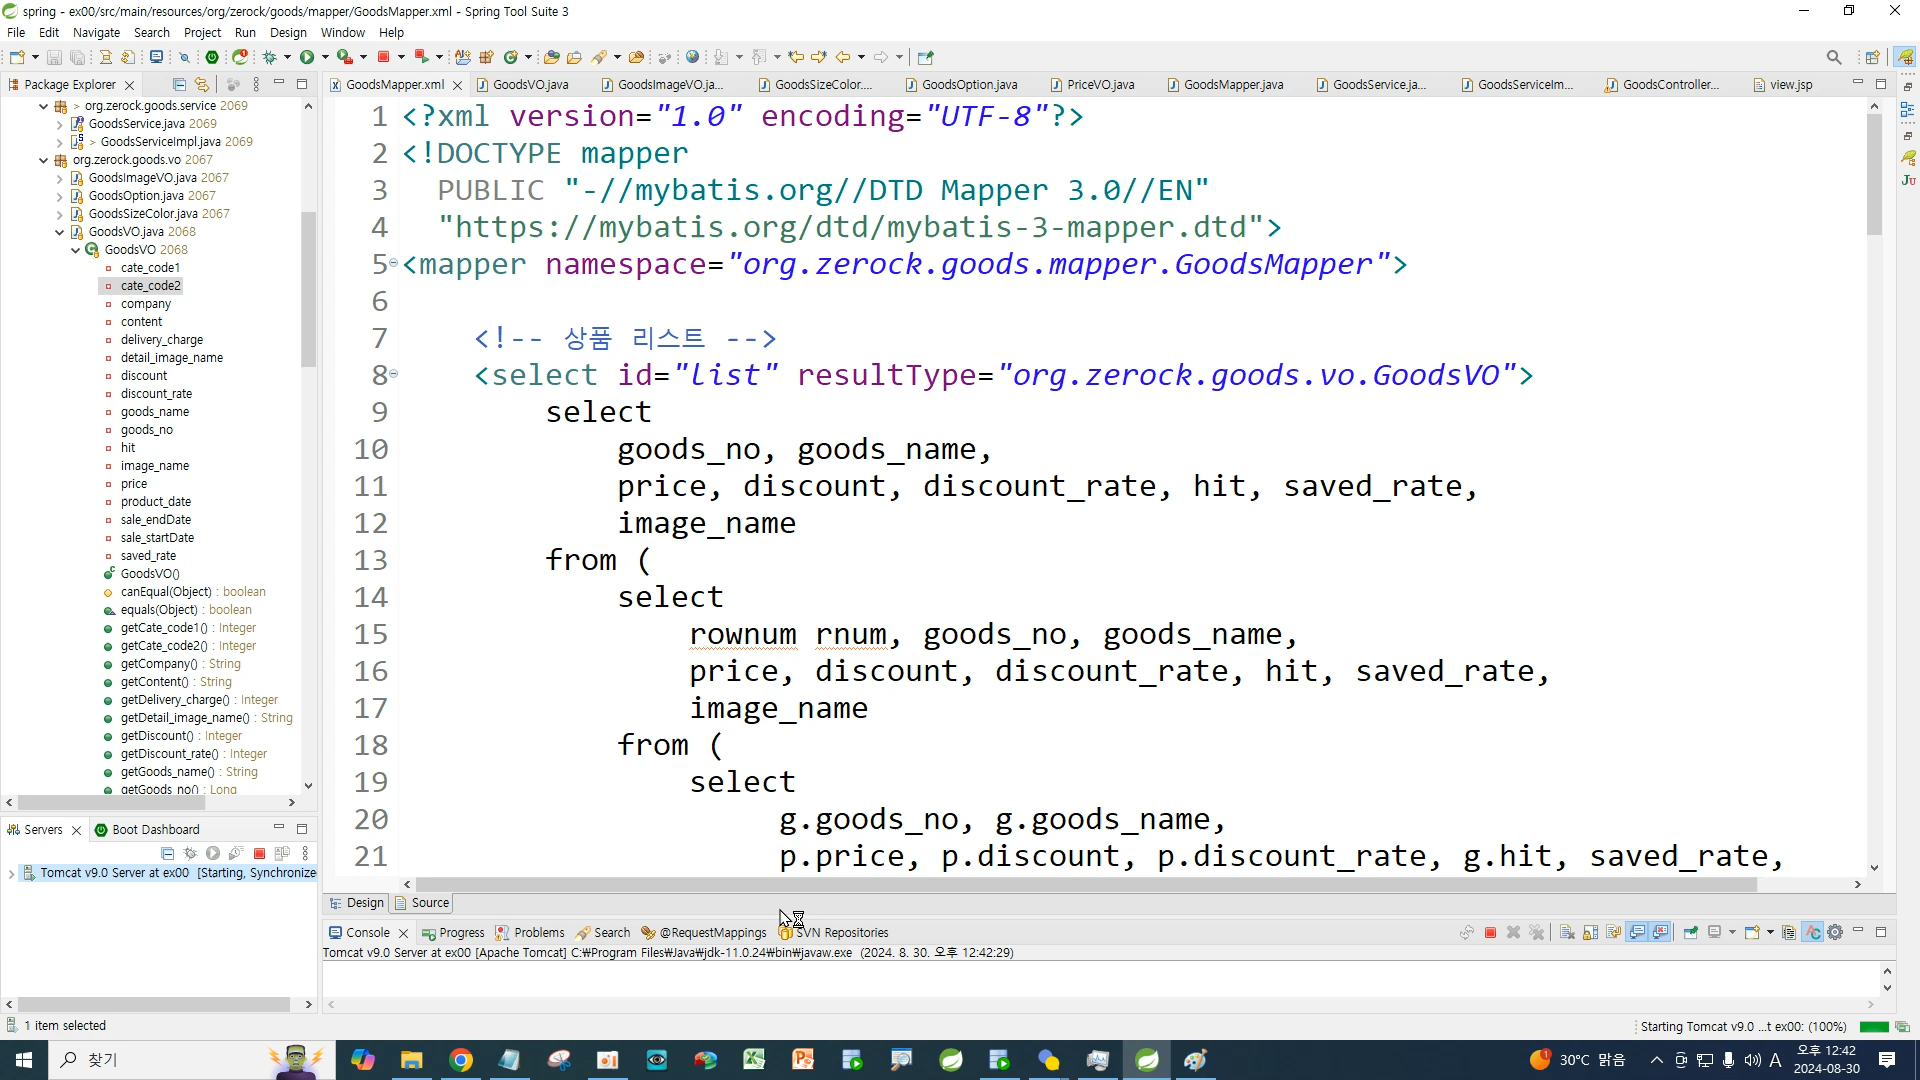 spring - ex00/src/main/resources/org/zerock/goods/mapper/GoodsMapper.xml - Spring Tool Suite 3
File Edit Navigate Search Project Run Design Window Help
Package Explorer
GoodsMapper.xml GoodsVO.java GoodsImageVO.ja... GoodsSizeColor.... GoodsOption.java PriceVO.java GoodsMapper.java GoodsService.ja... GoodsServiceIm... GoodsController... view.jsp
> org.zerock.goods.service 2069
GoodsService.java 2069
> GoodsServiceImpl.java 2069
org.zerock.goods.vo 2067
GoodsImageVO.java 2067
GoodsOption.java 2067
GoodsSizeColor.java 2067
GoodsVO.java 2068
GoodsVO 2068
cate_code1
cate_code2
company
content
delivery_charge
detail_image_name
discount
discount_rate
goods_name
goods_no
hit
image_name
price
product_date
sale_endDate
sale_startDate
saved_rate
GoodsVO()
canEqual(Object) : boolean
equals(Object) : boolean
getCate_code1() : Integer
getCate_code2() : Integer
getCompany() : String
getContent() : String
getDelivery_charge() : Integer
getDetail_image_name() : String
getDiscount() : Integer
getDiscount_rate() : Integer
getGoods_name() : String
getGoods_no() : Long
1 <?xml version="1.0" encoding="UTF-8"?>
2 <!DOCTYPE mapper
3 PUBLIC "-//mybatis.org//DTD Mapper 3.0//EN"
4 "https://mybatis.org/dtd/mybatis-3-mapper.dtd">
5 <mapper namespace="org.zerock.goods.mapper.GoodsMapper">
6
7 <!-- 상품 리스트 -->
8 <select id="list" resultType="org.zerock.goods.vo.GoodsVO">
9 select
10 goods_no, goods_name,
11 price, discount, discount_rate, hit, saved_rate,
12 image_name
13 from (
14 select
15 rownum rnum, goods_no, goods_name,
16 price, discount, discount_rate, hit, saved_rate,
17 image_name
18 from (
19 select
20 g.goods_no, g.goods_name,
21 p.price, p.discount, p.discount_rate, g.hit, saved_rate,
Servers Boot Dashboard
Tomcat v9.0 Server at ex00 [Starting, Synchronize
Design Source
Console Progress Problems Search @RequestMappings SVN Repositories
Tomcat v9.0 Server at ex00 [Apache Tomcat] C:₩Program Files₩Java₩jdk-11.0.24₩bin₩javaw.exe (2024. 8. 30. 오후 12:42:29)
1 item selected
Starting Tomcat v9.0 ...t ex00: (100%)
찾기
30°C 맑음
A
오후 12:42
2024-08-30